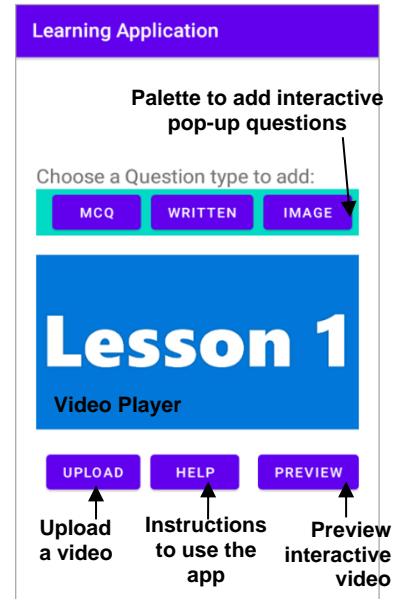 Learning Application
Palette to add interactive
pop-up questions
Choose a Question type to add:
MCQ WRITTEN IMAGE
Lesson 1
Video Player
UPLOAD HELP PREVIEW
Upload
a video
Instructions
to use the
app
Preview
interactive
video